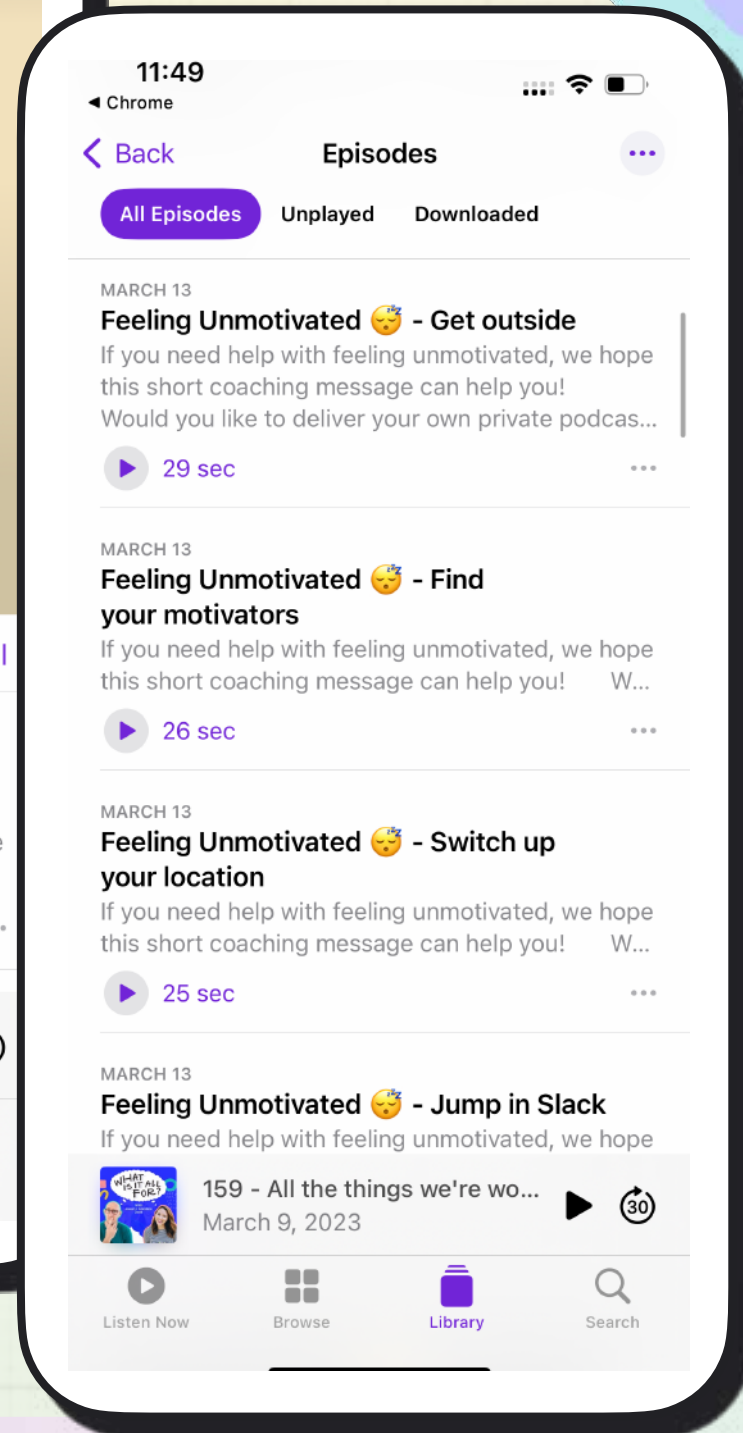 11:49
◀ Chrome
Back
Episodes
All Episodes
Unplayed
Downloaded
MARCH 13
Feeling Unmotivated 😴 - Get outside
If you need help with feeling unmotivated, we hope
this short coaching message can help you!
Would you like to deliver your own private podcas...
29 sec
MARCH 13
Feeling Unmotivated 😴 - Find
your motivators
If you need help with feeling unmotivated, we hope
this short coaching message can help you! W...
26 sec
MARCH 13
Feeling Unmotivated 😴 - Switch up
your location
If you need help with feeling unmotivated, we hope
this short coaching message can help you! W...
25 sec
MARCH 13
Feeling Unmotivated 😴 - Jump in Slack
If you need help with feeling unmotivated, we hope
WHAT
IS IT ALL
FOR?
159 - All the things we're wo...
March 9, 2023
30
Listen Now
Browse
Library
Search